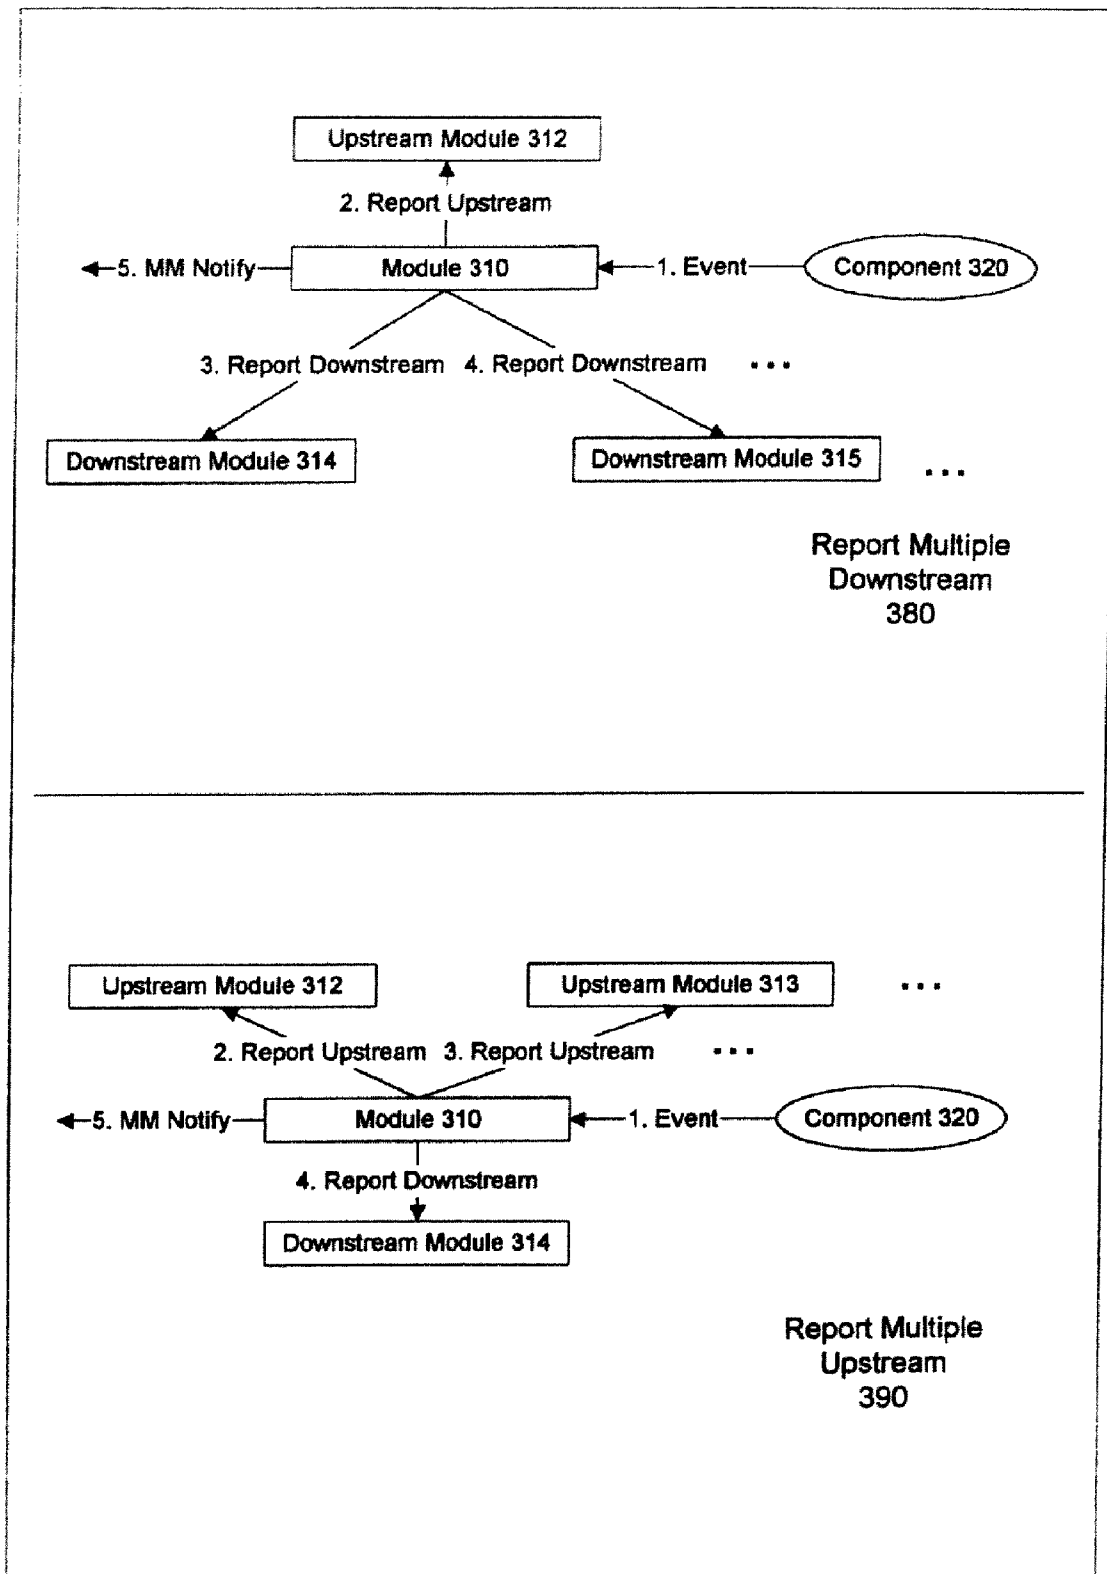 Upstream Module 312
2. Report Upstream
5. MM Notify
Module 310
1. Event
Component 320
3. Report Downstream
4. Report Downstream
...
Downstream Module 314
Downstream Module 315
...
Report Multiple
Downstream
380
Upstream Module 312
Upstream Module 313
...
2. Report Upstream
3. Report Upstream
...
5. MM Notify
Module 310
1. Event
Component 320
4. Report Downstream
Downstream Module 314
Report Multiple
Upstream
390